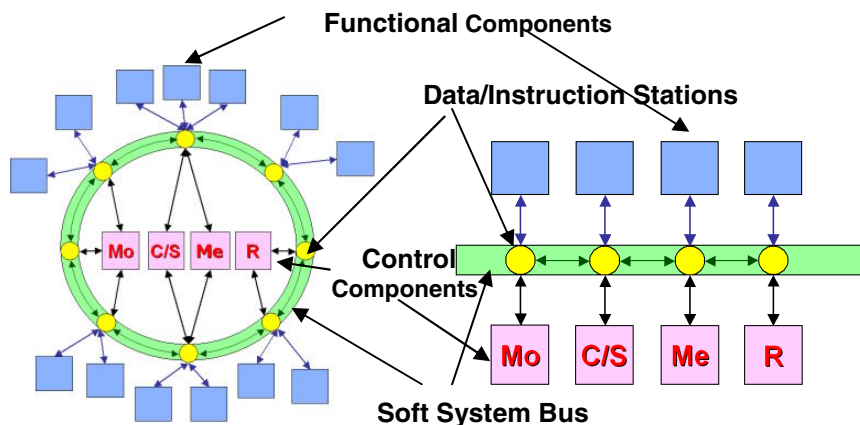 Functional Components
Data/Instruction Stations
Mo C/S Me R
Control
Components
Mo C/S Me R
Soft System Bus